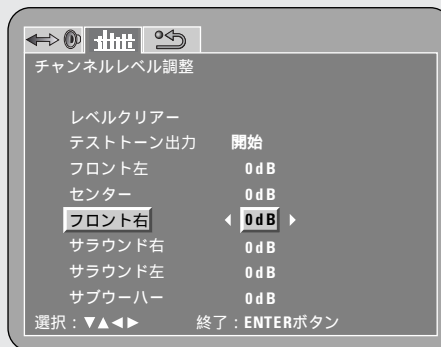 チャンネルレベル調整
レベルクリアー
テストトーン出力 開始
フロント左 0dB
センター 0dB
フロント右 0dB
サラウンド右 0dB
サラウンド左 0dB
サブウーハー 0dB
選択：▼▲◀▶ 終了：ENTERボタン